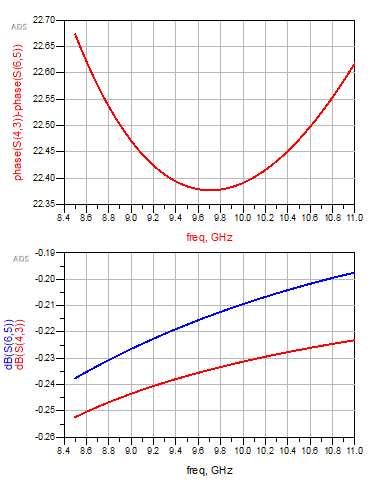 ADS
22.70
22.65
22.60
22.55
22.50
22.45
22.40
22.35
phase(S(4,3))-phase(S(6,5))
8.4 8.6 8.8 9.0 9.2 9.4 9.6 9.8 10.0 10.2 10.4 10.6 10.8 11.0
freq, GHz
ADS
-0.19
-0.20
-0.21
-0.22
-0.23
-0.24
-0.25
-0.26
dB(S(6,5))
dB(S(4,3))
8.4 8.6 8.8 9.0 9.2 9.4 9.6 9.8 10.0 10.2 10.4 10.6 10.8 11.0
freq, GHz